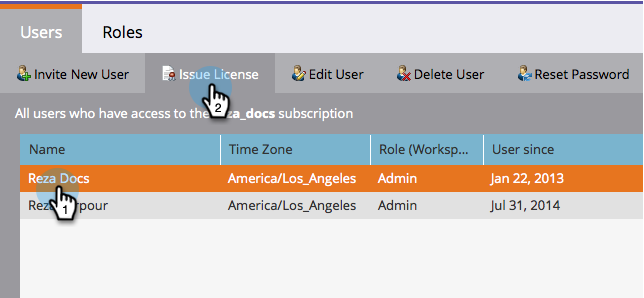 Users Roles
Invite New User Issue License Edit User Delete User Reset Password
2
All users who have access to the za_docs subscription
Name Time Zone Role (Worksp... User since
Reza Docs America/Los_Angeles Admin Jan 22, 2013
1
Rez rpour America/Los_Angeles Admin Jul 31, 2014